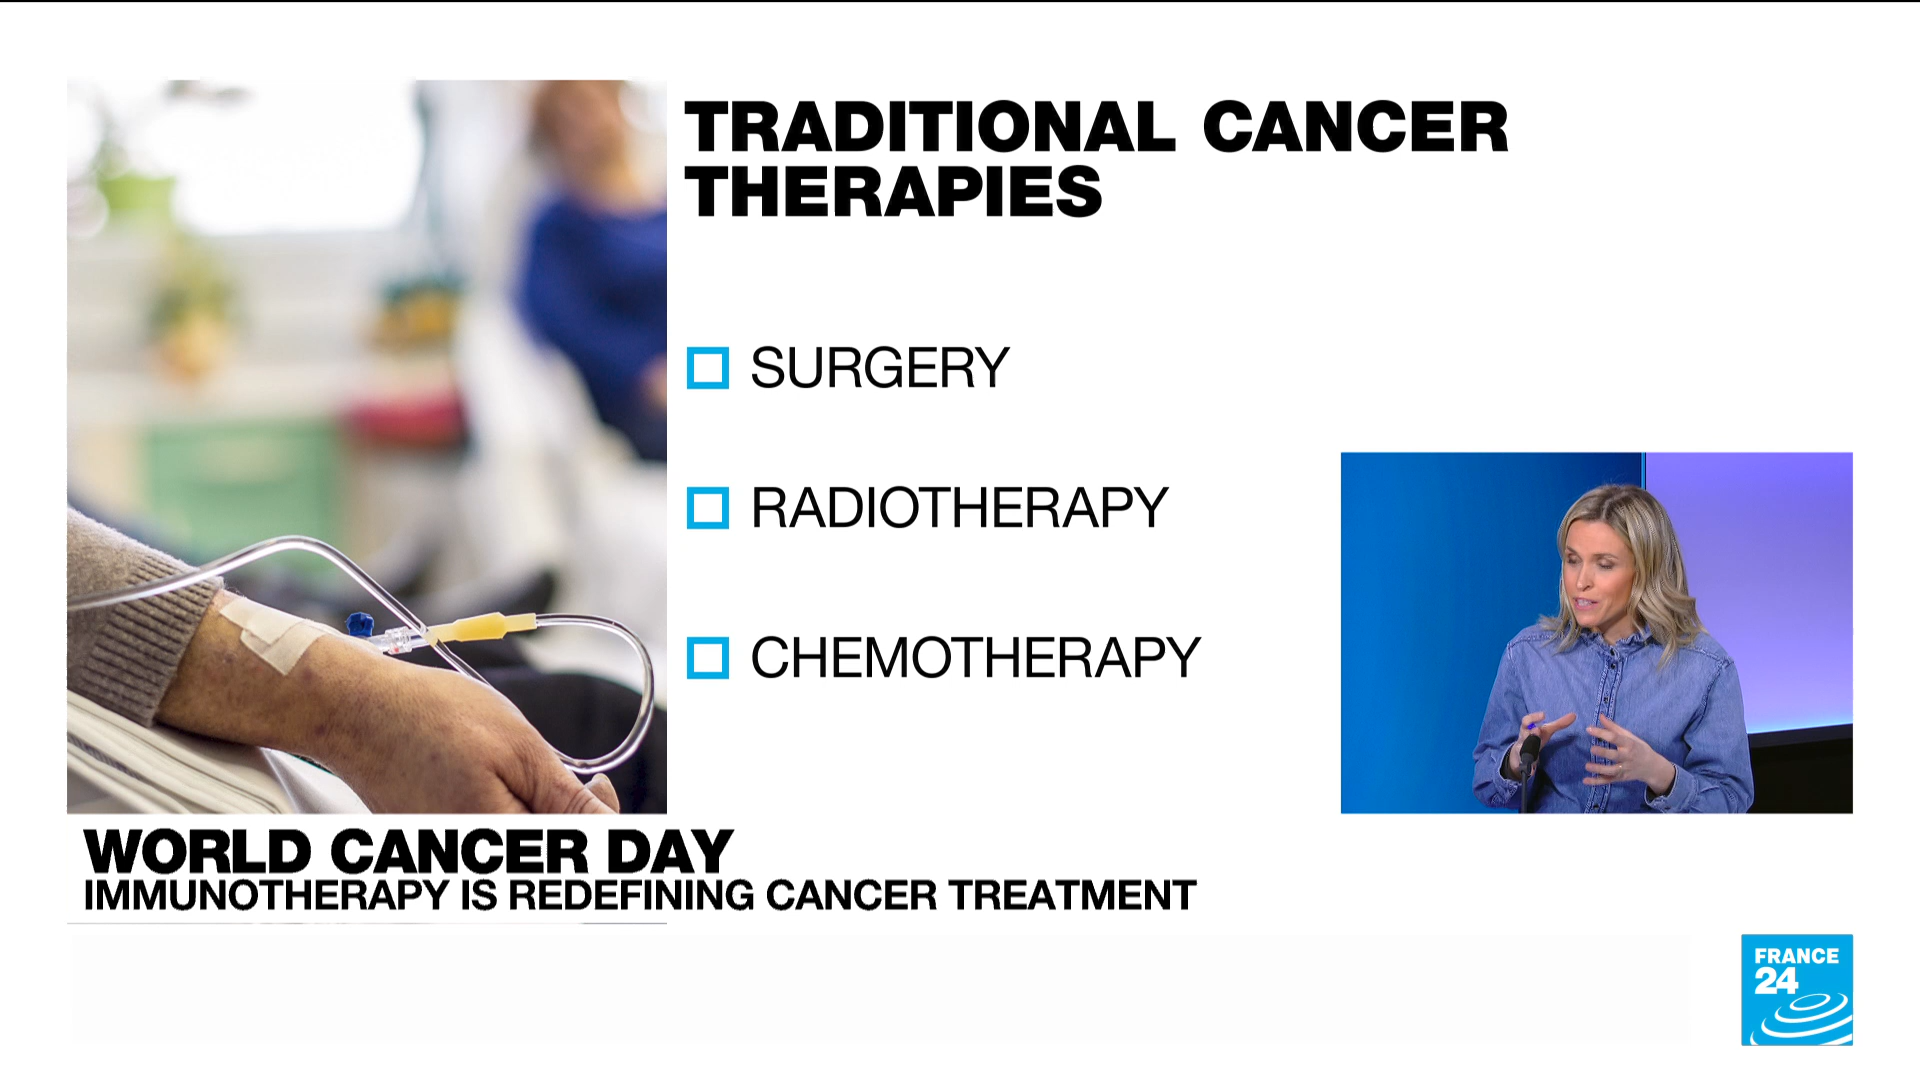 TRADITIONAL CANCER
THERAPIES
SURGERY
RADIOTHERAPY
CHEMOTHERAPY
WORLD CANCER DAY
IMMUNOTHERAPY IS REDEFINING CANCER TREATMENT
FRANCE
24